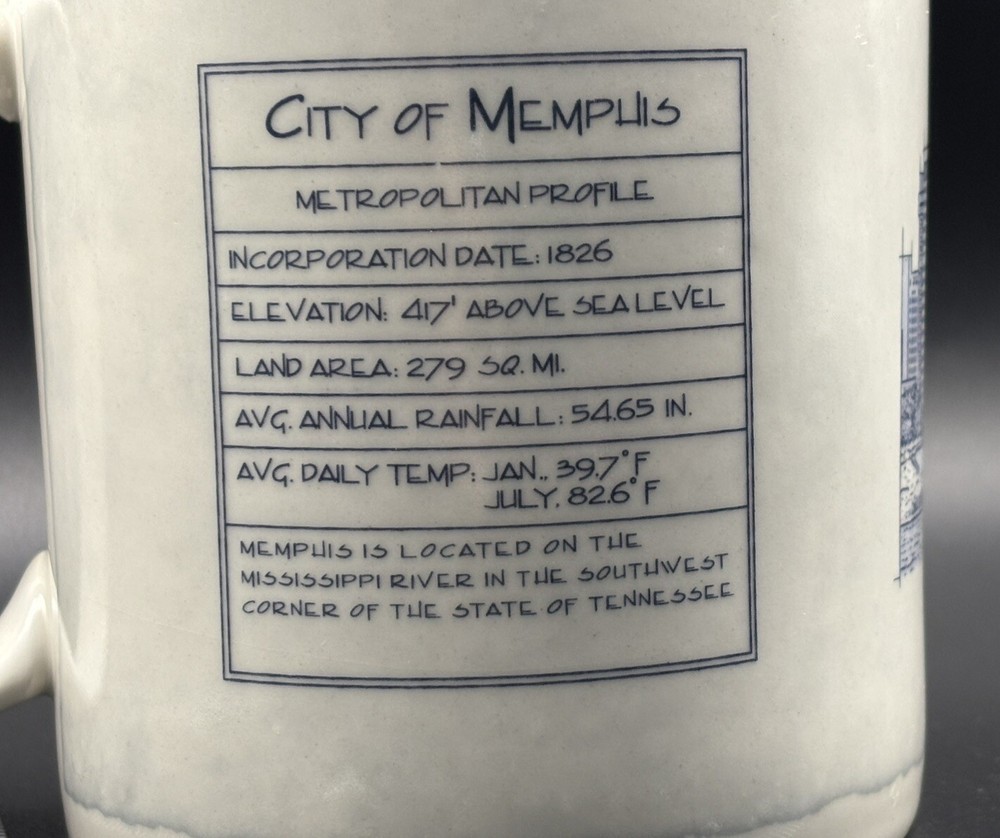 CITY OF MEMPHIS
METROPOLITAN PROFILE
INCORPORATION DATE: 1826
ELEVATION: 417' ABOVE SEA LEVEL
LAND AREA: 279 SQ. MI.
AVG. ANNUAL RAINFALL: 54.65 IN.
AVG. DAILY TEMP: JAN., 39.7°F
JULY, 82.6°F
MEMPHIS IS LOCATED ON THE
MISSISSIPPI RIVER IN THE SOUTHWEST
CORNER OF THE STATE OF TENNESSEE